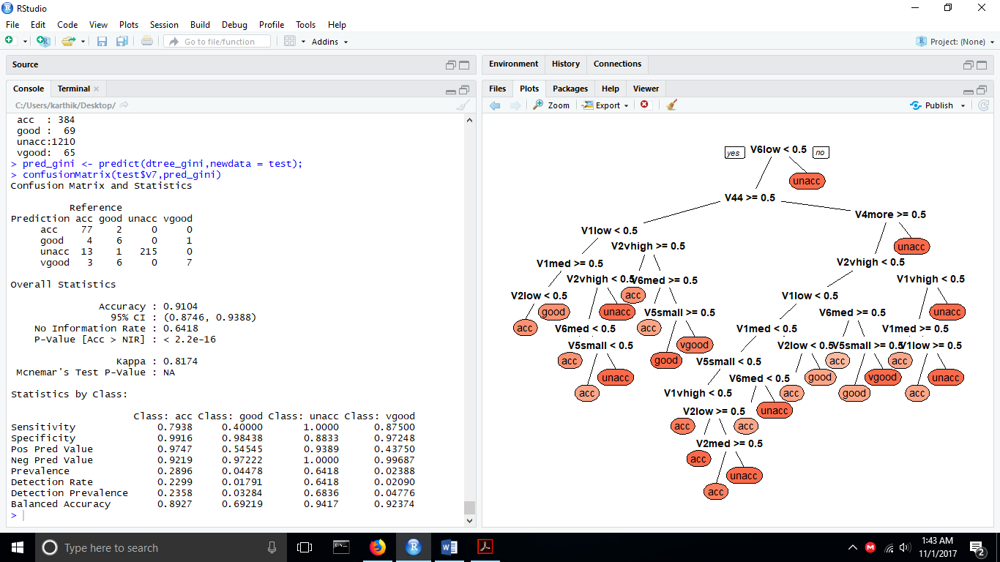 RStudio
File Edit Code View Plots Session Build Debug Profile Tools Help
Go to file/function Addins Project: (None)
Source
Console Terminal
C:/Users/karthik/Desktop/
acc : 384
good : 69
unacc:1210
vgood: 65
> pred_gini <- predict(dtree_gini,newdata = test);
> confusionMatrix(test$V7,pred_gini)
Confusion Matrix and Statistics
Reference
Prediction acc good unacc vgood
acc 77 2 0 0
good 4 6 0 1
unacc 13 1 215 0
vgood 3 6 0 7
Overall Statistics
Accuracy : 0.9104
95% CI : (0.8746, 0.9388)
No Information Rate : 0.6418
P-Value [Acc > NIR] : < 2.2e-16
Kappa : 0.8174
Mcnemar's Test P-Value : NA
Statistics by Class:
Class: acc Class: good Class: unacc Class: vgood
Sensitivity 0.7938 0.40000 1.0000 0.87500
Specificity 0.9916 0.98438 0.8833 0.97248
Pos Pred Value 0.9747 0.54545 0.9389 0.43750
Neg Pred Value 0.9219 0.97222 1.0000 0.99687
Prevalence 0.2896 0.04478 0.6418 0.02388
Detection Rate 0.2299 0.01791 0.6418 0.02090
Detection Prevalence 0.2358 0.03284 0.6836 0.04776
Balanced Accuracy 0.8927 0.69219 0.9417 0.92374
>
Environment History Connections
Files Plots Packages Help Viewer
Zoom Export Publish
yes V6low < 0.5 no
unacc
V44 >= 0.5
V4more >= 0.5
V1low < 0.5
V2vhigh >= 0.5 unacc
V1med >= 0.5 V2vhigh < 0.5
V2vhigh < 0.5 V6med >= 0.5 V1vhigh < 0.5
V2low < 0.5 acc V1low < 0.5
good unacc V5small >= 0.5 V6med >= 0.5 unacc
acc V6med < 0.5 acc V1med < 0.5 V1med >= 0.5
V5small < 0.5 vgood V2low < 0.5 V5small >= 0.5 V1low >= 0.5
acc good V5small < 0.5 acc acc
unacc V6med < 0.5 good vgood unacc
acc V1vhigh < 0.5 acc good acc
V2low >= 0.5 unacc
acc acc
V2med >= 0.5
acc
unacc
acc
Type here to search
1:43 AM
11/1/2017
2